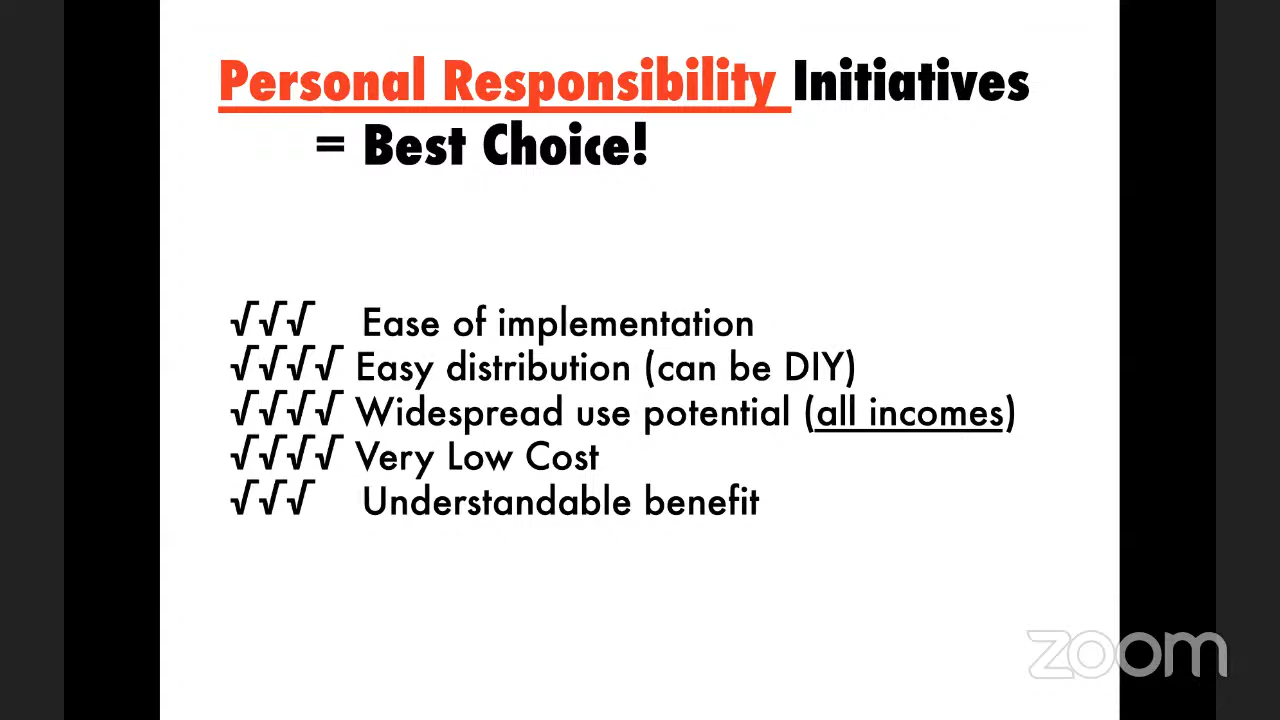 Personal Responsibility Initiatives
= Best Choice!
√√√ Ease of implementation
√√√√ Easy distribution (can be DIY)
√√√√ Widespread use potential (all incomes)
√√√√ Very Low Cost
√√√ Understandable benefit
zoom